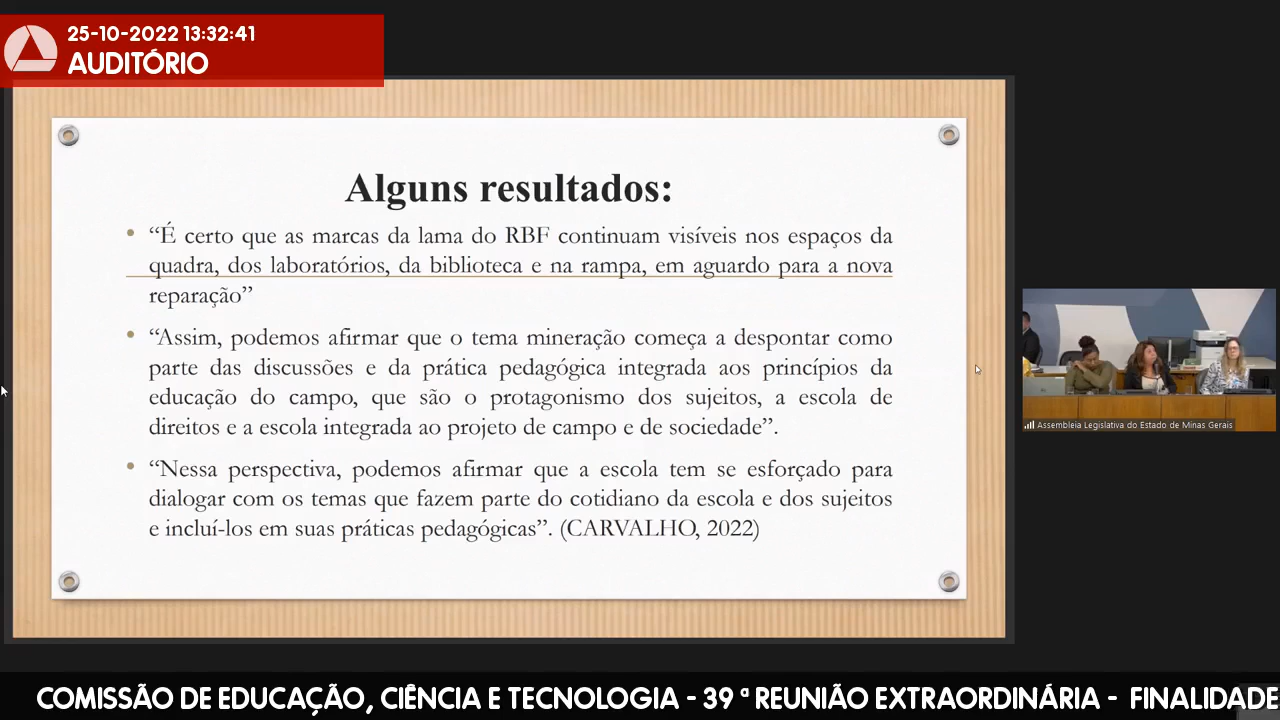 25-10-2022 13:32:41
AUDITÓRIO
Alguns resultados:
• “É certo que as marcas da lama do RBF continuam visíveis nos espaços da
quadra, dos laboratórios, da biblioteca e na rampa, em aguardo para a nova
reparação”
• “Assim, podemos afirmar que o tema mineração começa a despontar como
parte das discussões e da prática pedagógica integrada aos princípios da
educação do campo, que são o protagonismo dos sujeitos, a escola de
direitos e a escola integrada ao projeto de campo e de sociedade”.
• “Nessa perspectiva, podemos afirmar que a escola tem se esforçado para
dialogar com os temas que fazem parte do cotidiano da escola e dos sujeitos
e incluí-los em suas práticas pedagógicas”. (CARVALHO, 2022)
Assembleia Legislativa do Estado de Minas Gerais
COMISSÃO DE EDUCAÇÃO, CIÊNCIA E TECNOLOGIA - 39 ª REUNIÃO EXTRAORDINÁRIA - FINALIDADE